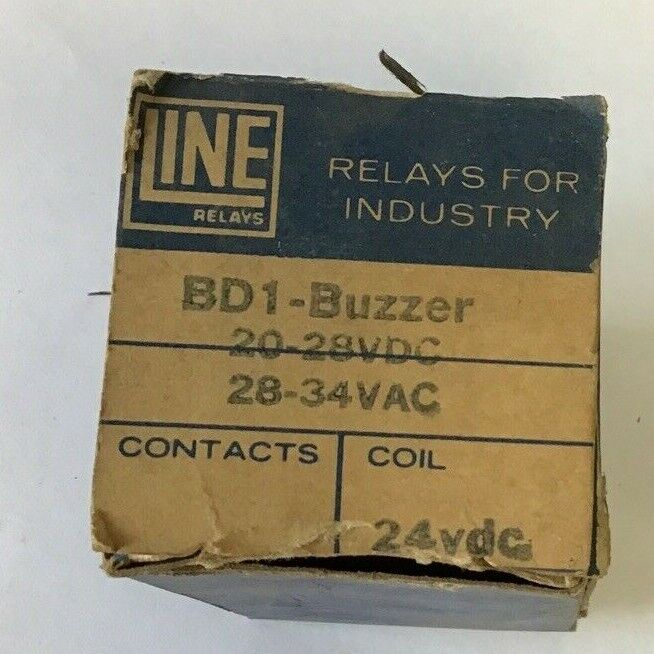 LINE
RELAYS
RELAYS FOR
INDUSTRY
BD1-Buzzer
20-28VDC
28-34VAC
CONTACTS
COIL
24vdc